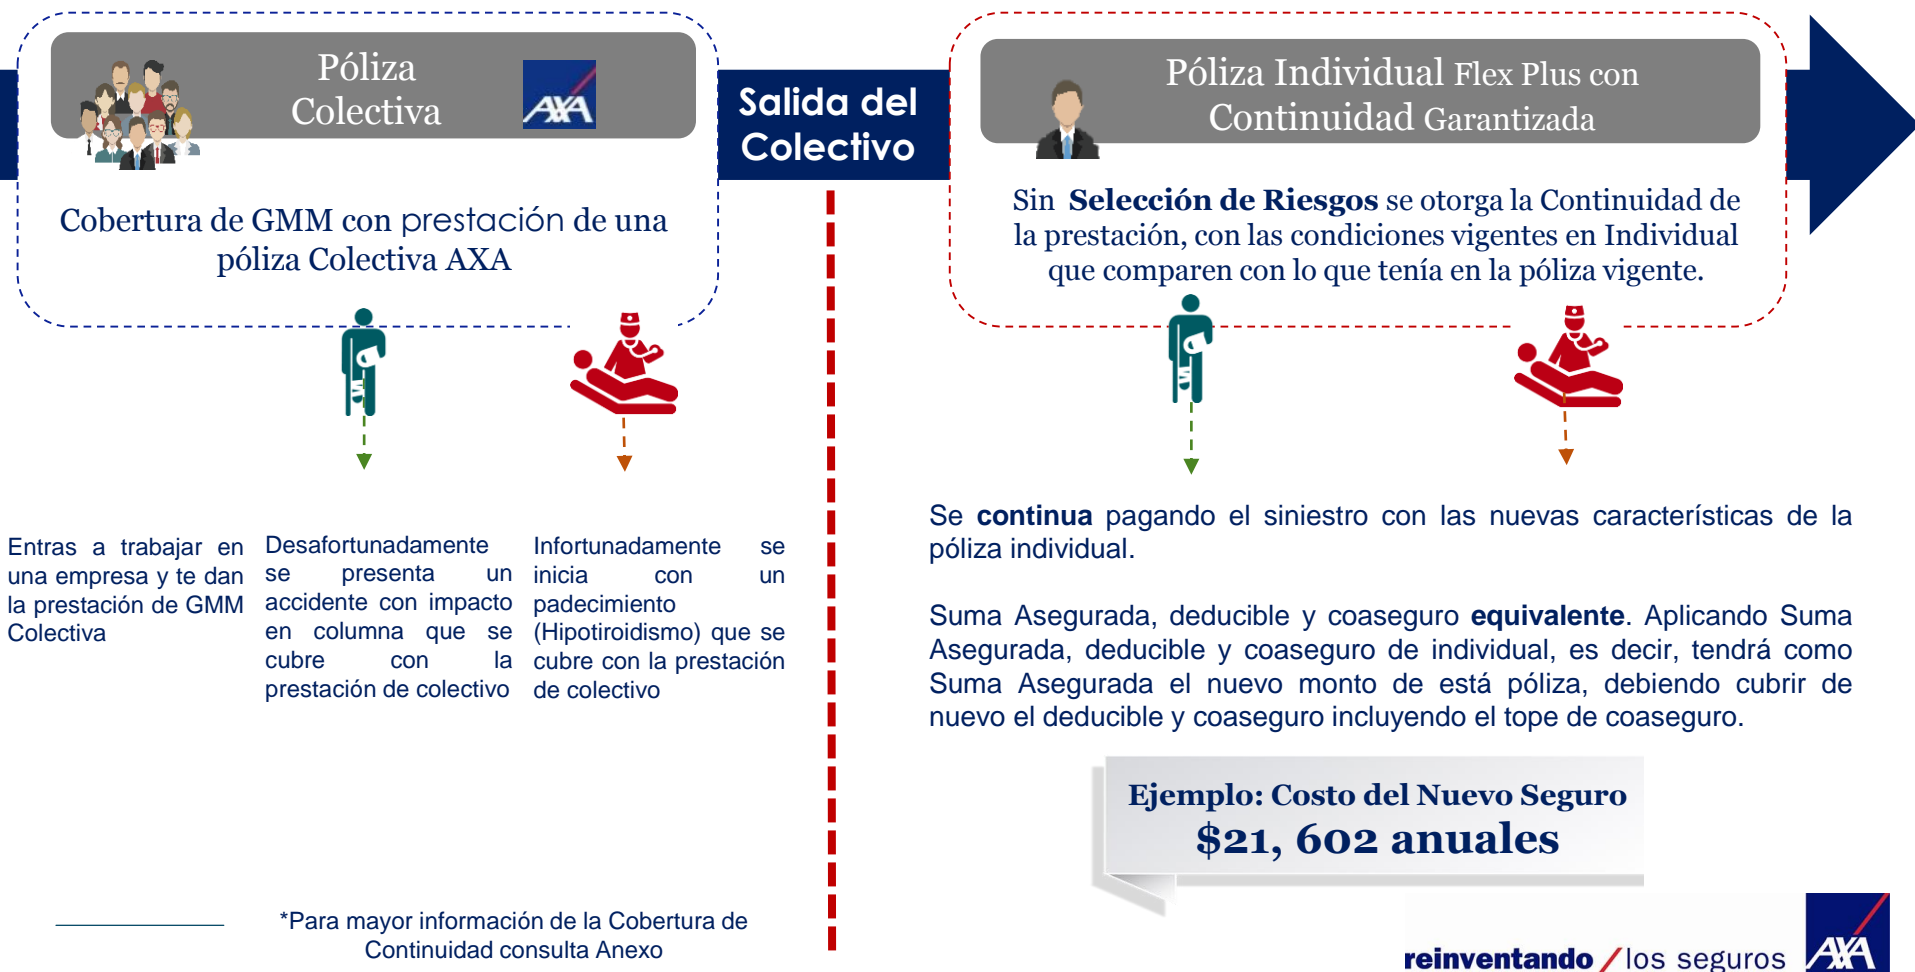 Póliza
Colectiva
AXA
Cobertura de GMM con prestación de una
póliza Colectiva AXA
Salida del
Colectivo
Póliza Individual Flex Plus con
Continuidad Garantizada
Sin Selección de Riesgos se otorga la Continuidad de
la prestación, con las condiciones vigentes en Individual
que comparen con lo que tenía en la póliza vigente.
Entras a trabajar en
una empresa y te dan
la prestación de GMM
Colectiva
Desafortunadamente
se presenta un
accidente con impacto
en columna que se
cubre con la
prestación de colectivo
Infortunadamente se
inicia con un
padecimiento
(Hipotiroidismo) que se
cubre con la prestación
de colectivo
Se continua pagando el siniestro con las nuevas características de la
póliza individual.
Suma Asegurada, deducible y coaseguro equivalente. Aplicando Suma
Asegurada, deducible y coaseguro de individual, es decir, tendrá como
Suma Asegurada el nuevo monto de está póliza, debiendo cubrir de
nuevo el deducible y coaseguro incluyendo el tope de coaseguro.
Ejemplo: Costo del Nuevo Seguro
$21, 602 anuales
*Para mayor información de la Cobertura de
Continuidad consulta Anexo
reinventando / los seguros
AXA